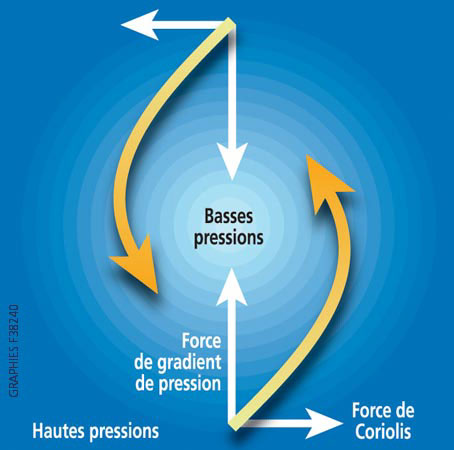 Basses
pressions
Force
de gradient
de pression
Hautes pressions
Force de
Coriolis
GRAPHIES F38240